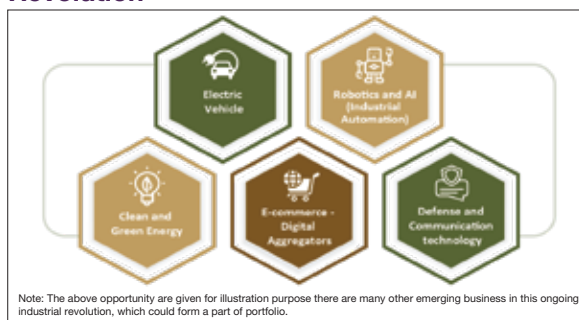 Revolution
Electric
Vehicle
Robotics and AI
(Industrial
Automation)
Clean and
Green Energy
E-commerce -
Digital
Aggregators
Defense and
Communication
technology
Note: The above opportunity are given for illustration purpose there are many other emerging business in this ongoing
industrial revolution, which could form a part of portfolio.